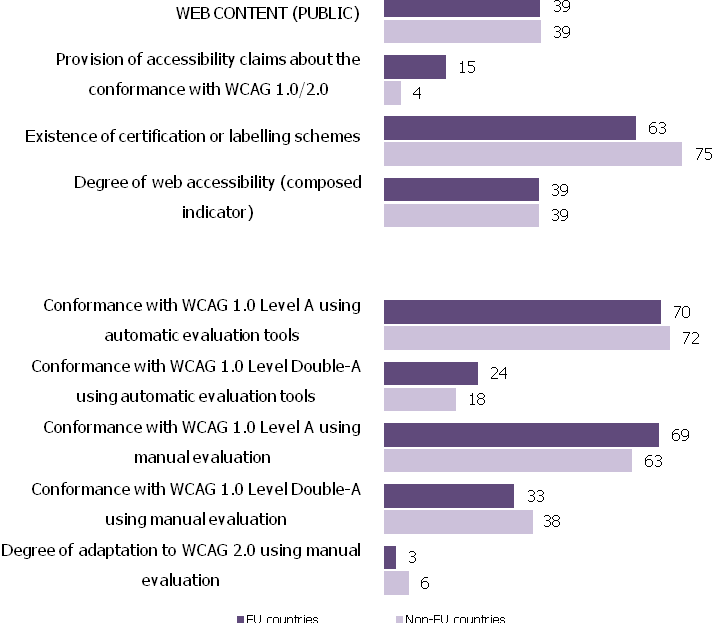 WEB CONTENT (PUBLIC)
39
39
Provision of accessibility claims about the
conformance with WCAG 1.0/2.0
15
4
Existence of certification or labelling schemes
63
75
Degree of web accessibility (composed
indicator)
39
39
Conformance with WCAG 1.0 Level A using
automatic evaluation tools
70
72
Conformance with WCAG 1.0 Level Double-A
using automatic evaluation tools
24
18
Conformance with WCAG 1.0 Level A using
manual evaluation
69
63
Conformance with WCAG 1.0 Level Double-A
using manual evaluation
33
38
Degree of adaptation to WCAG 2.0 using manual
evaluation
3
6
EU countries Non-EU countries